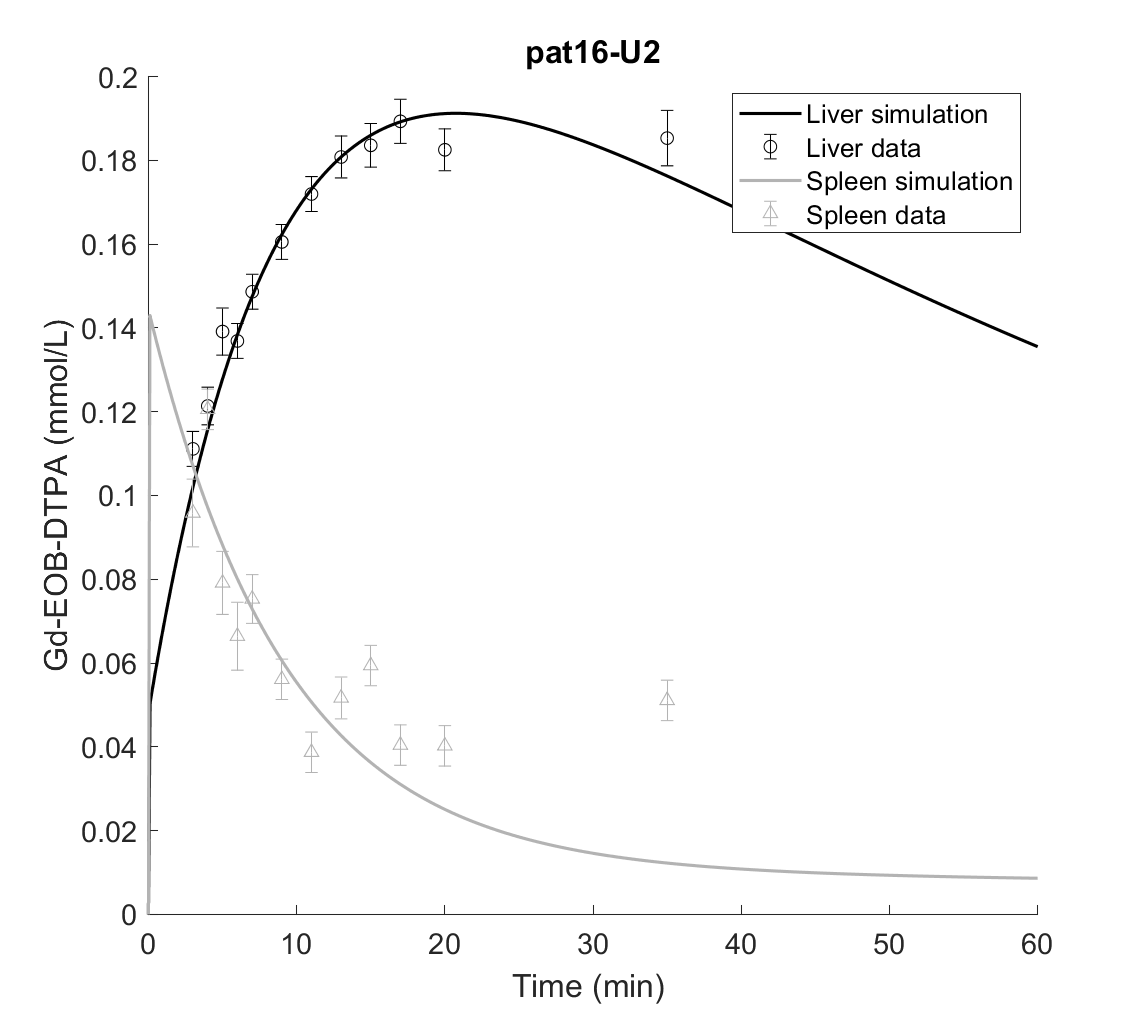 pat16-U2
Liver simulation
Liver data
Spleen simulation
Spleen data
Gd-EOB-DTPA (mmol/L)
0.2
0.18
0.16
0.14
0.12
0.1
0.08
0.06
0.04
0.02
0
0 10 20 30 40 50 60
Time (min)